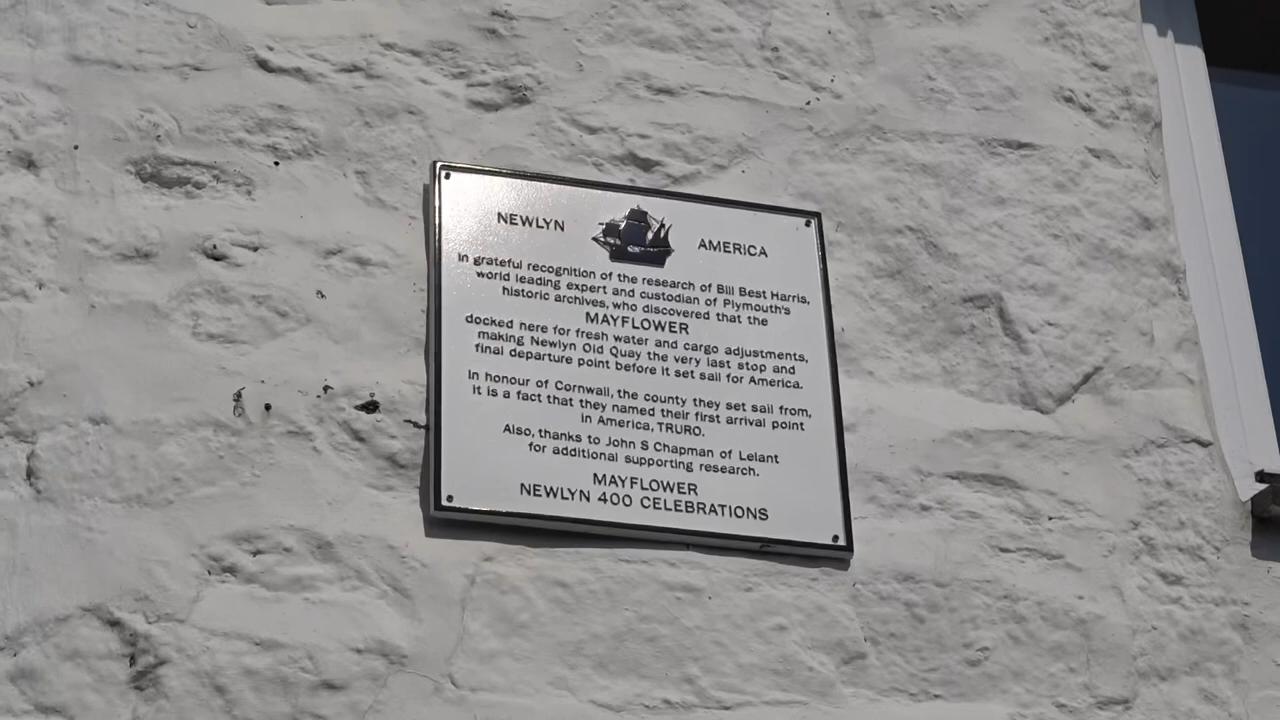 NEWLYN AMERICA
In grateful recognition of the research of Bill Best Harris,
world leading expert and custodian of Plymouth's
historic archives, who discovered that the
MAYFLOWER
docked here for fresh water and cargo adjustments,
making Newlyn Old Quay the very last stop and
final departure point before it set sail for America.
In honour of Cornwall, the county they set sail from,
it is a fact that they named their first arrival point
in America, TRURO.
Also, thanks to John S Chapman of Lelant
for additional supporting research.
MAYFLOWER
NEWLYN 400 CELEBRATIONS